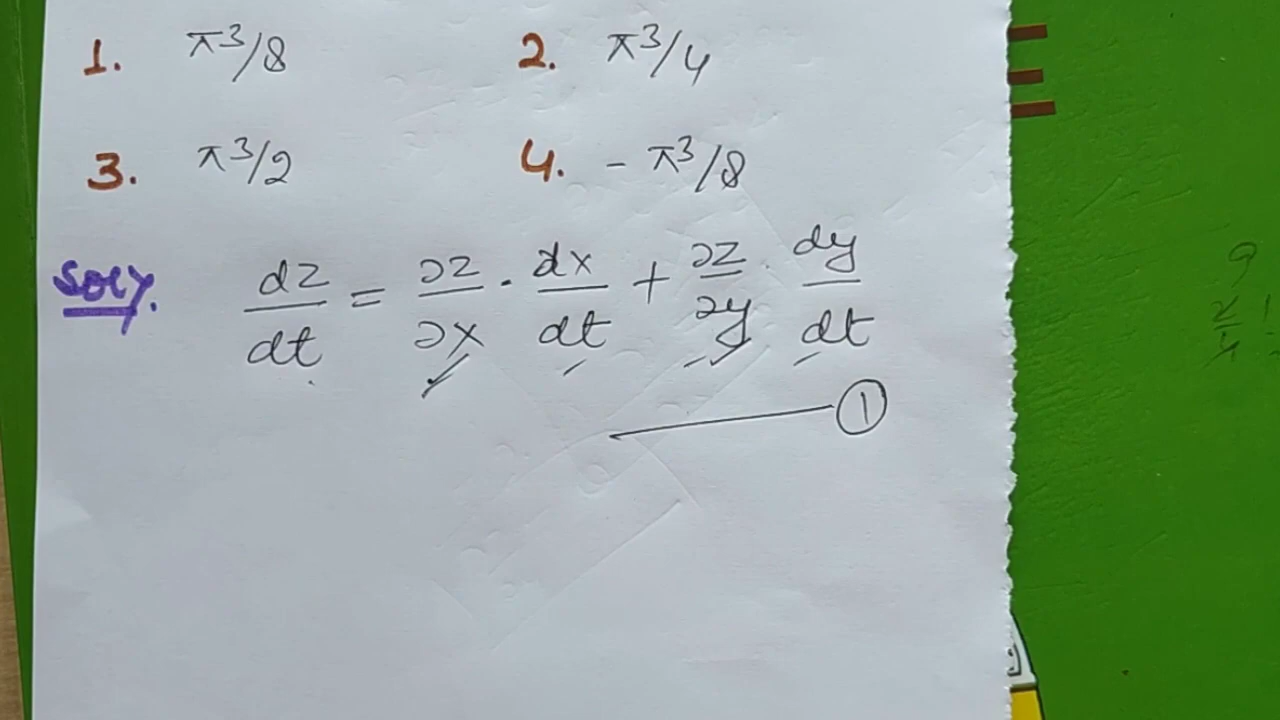 1. π³/8 2. π³/4
3. π³/2 4. - π³/8
Solⁿ. dz/dt = ∂z/∂x · dx/dt + ∂z/∂y · dy/dt
①